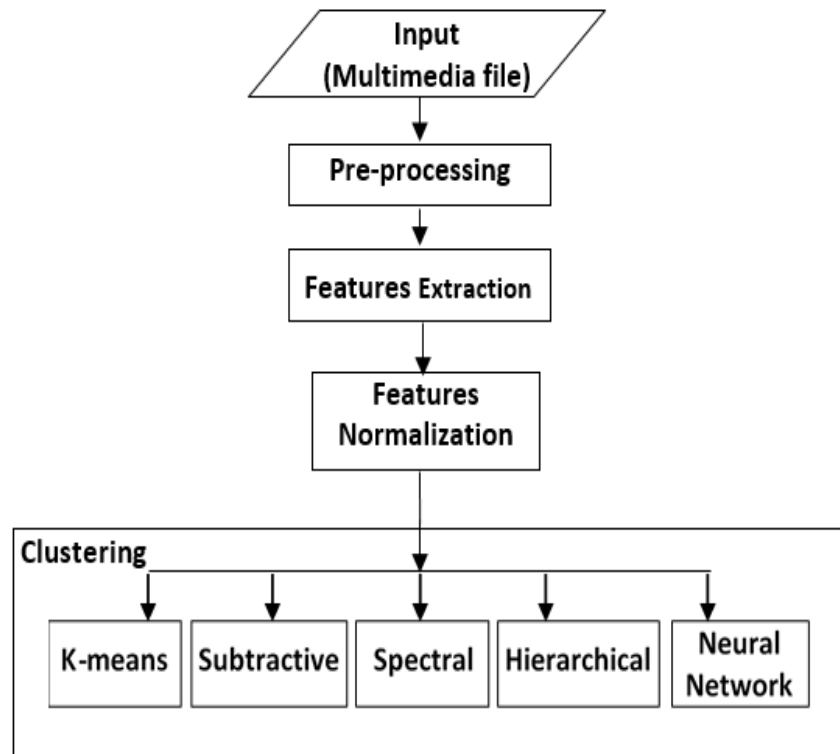 Input
(Multimedia file)
Pre-processing
Features Extraction
Features
Normalization
Clustering
K-means
Subtractive
Spectral
Hierarchical
Neural
Network